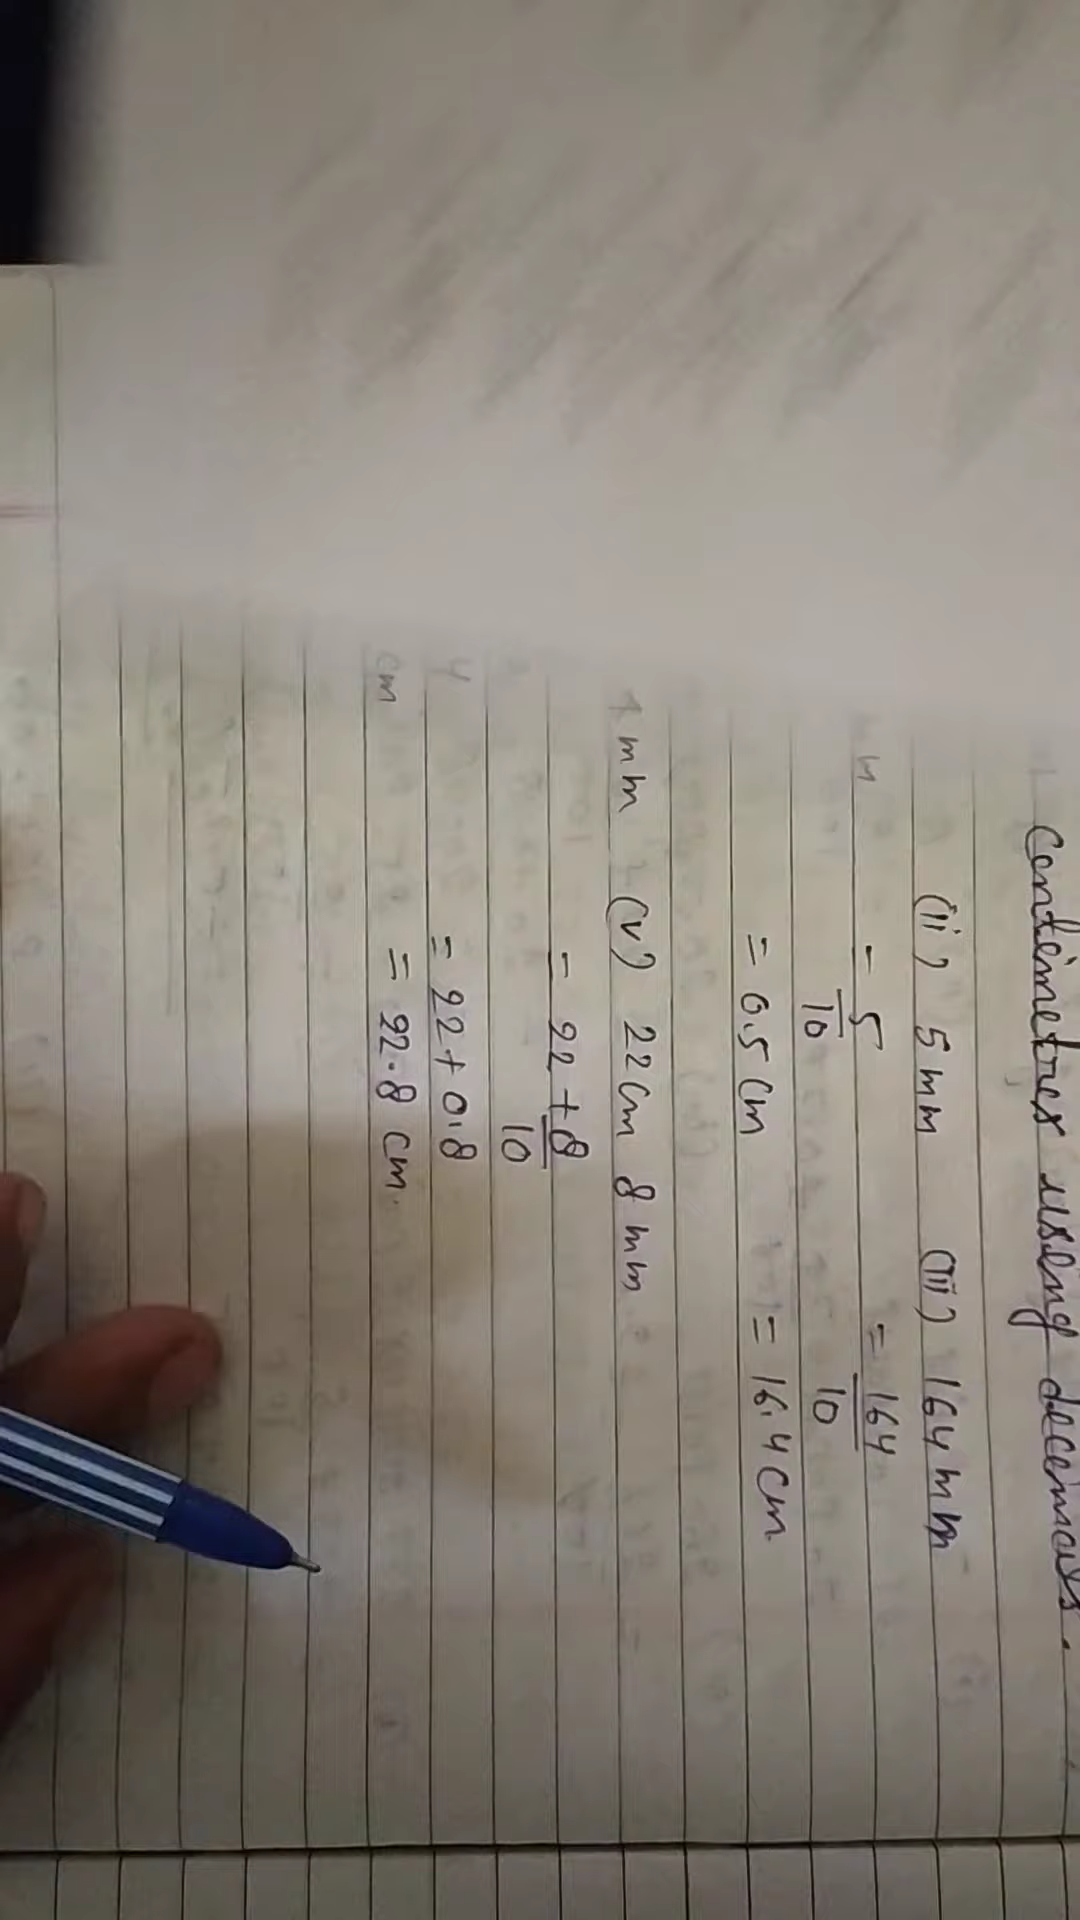 Centimetres using decimals.
(ii) 5 mm (iii) 164 mm
= 5/10 = 164/10
= 0.5 cm = 16.4 cm
mm (v) 22 cm 8 mm
= 22 + 8/10
= 22 + 0.8
cm = 22.8 cm.